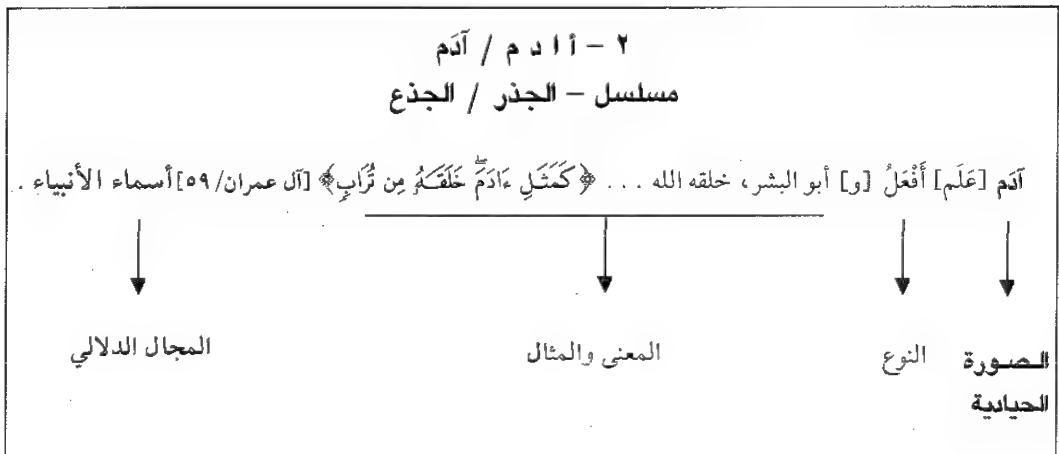 ٢ - أ ا د م / آدَم
مسلسل - الجذر / الجذع
آدَم [عَلَم] أَفْعَلُ [و] أبو البشر، خلقه الله ... ﴿كَمَثَلِ ءَادَمَۖ خَلَقَهُۥ مِن تُرَابٖ﴾ [آل عمران/٥٩] أسماء الأنبياء .
الصورة النوع المعنى والمثال المجال الدلالي
الحيادية